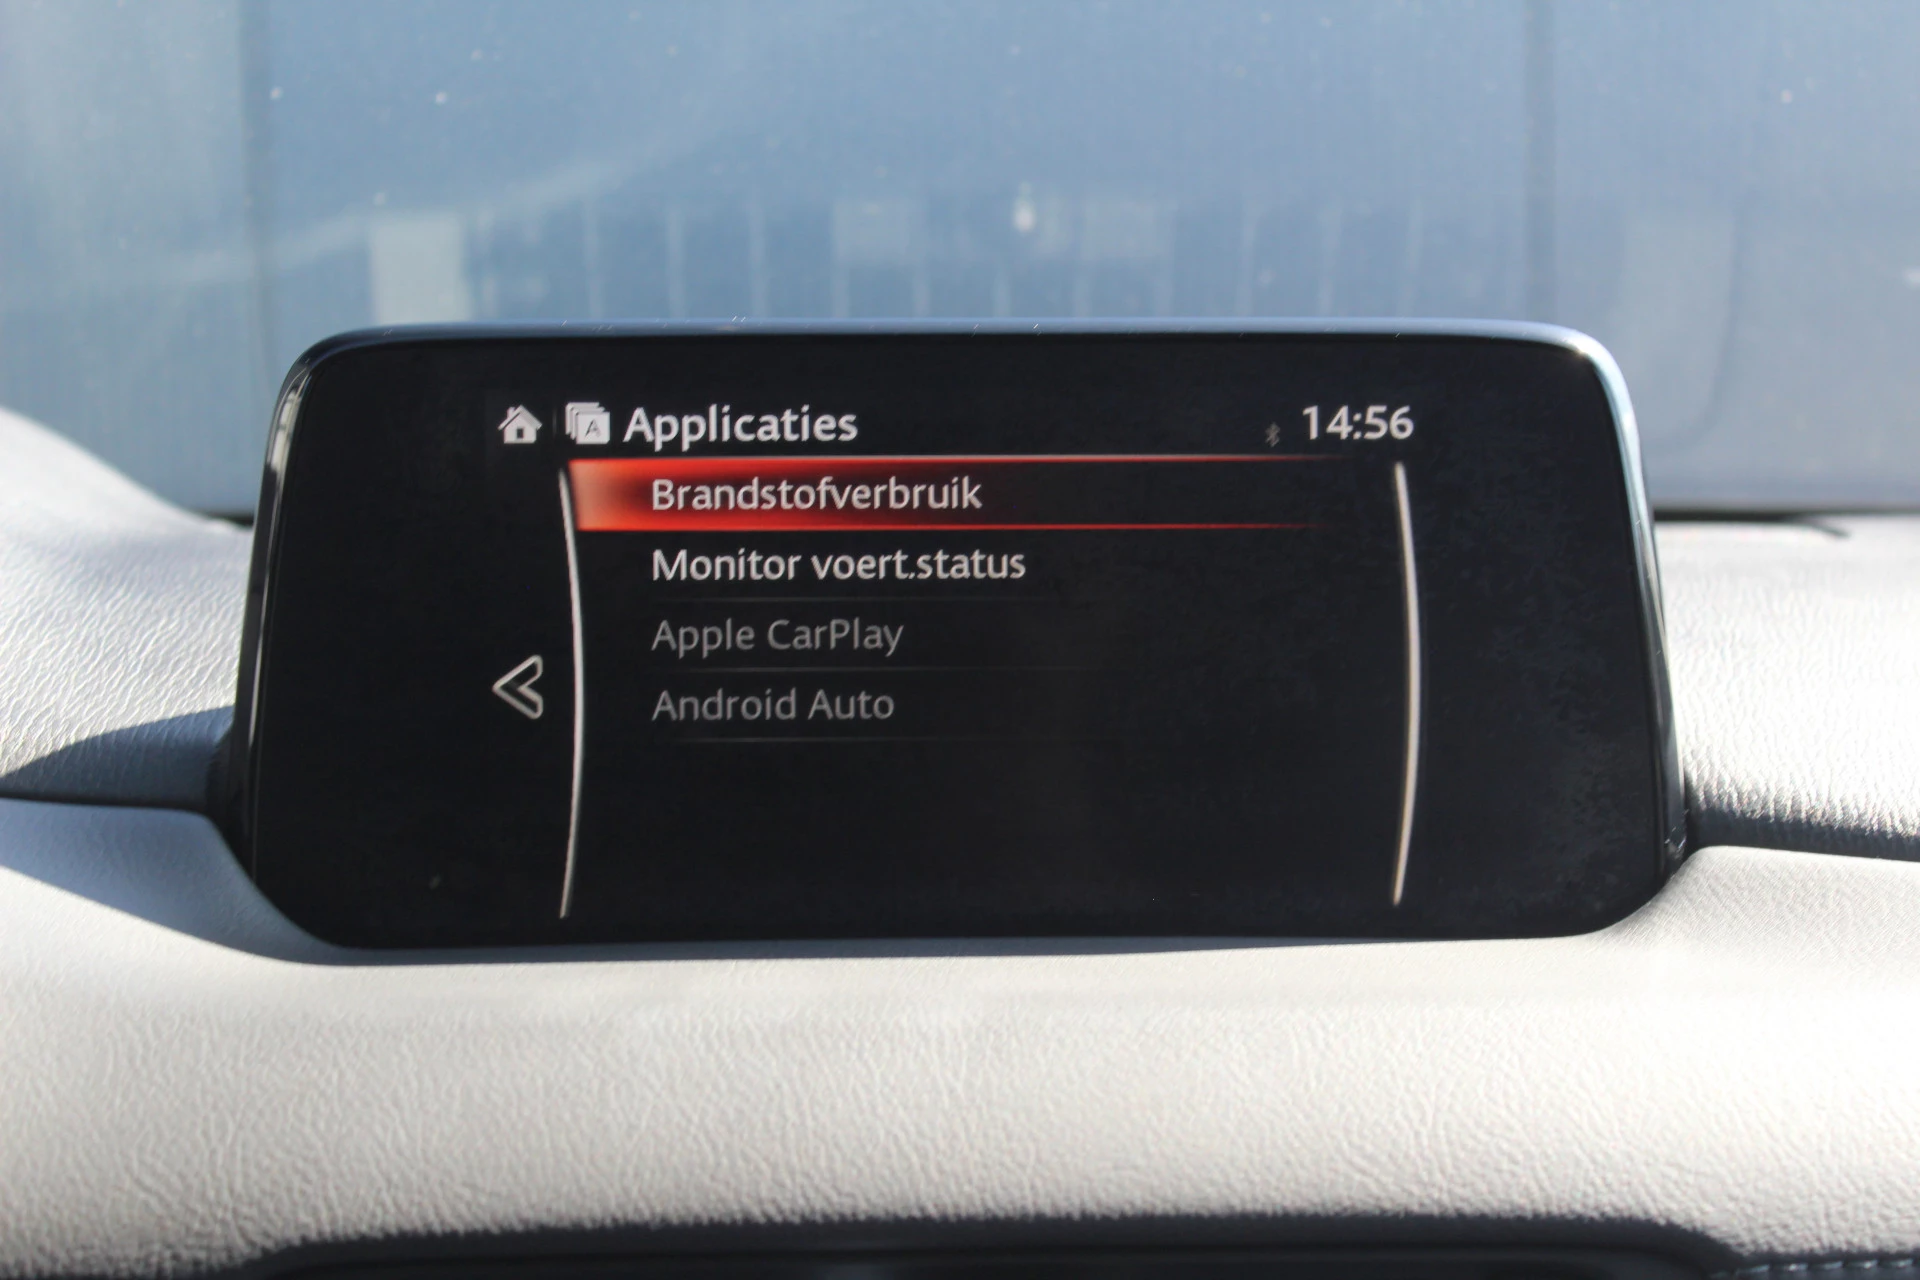 Applicaties 14:56
Brandstofverbruik
Monitor voert.status
Apple CarPlay
Android Auto